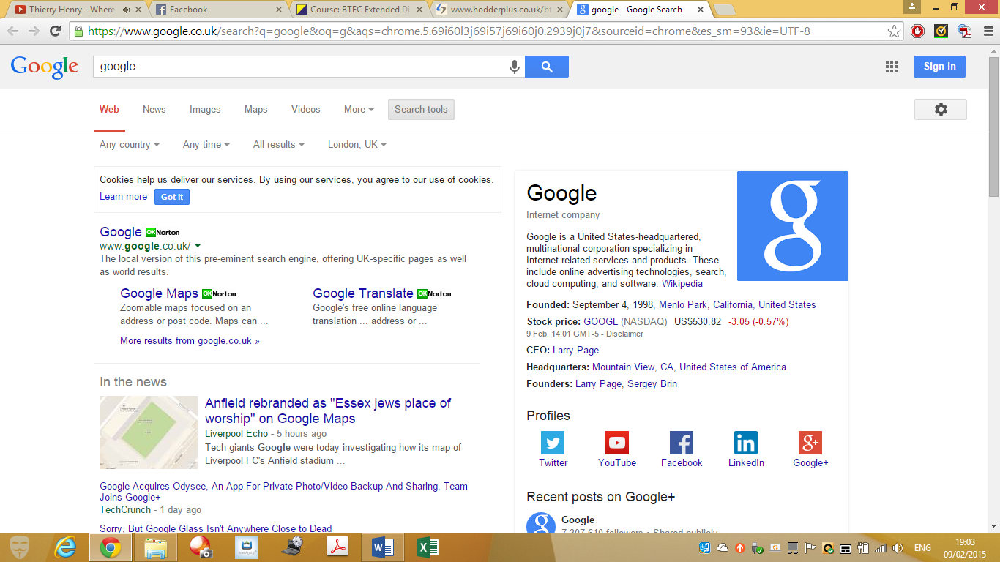 Thierry Henry - Where'
Facebook
Course: BTEC Extended Di
www.hodderplus.co.uk/bt
google - Google Search
https://www.google.co.uk/search?q=google&oq=g&aqs=chrome.5.69i60l3j69i57j69i60j0.2939j0j7&sourceid=chrome&es_sm=93&ie=UTF-8
Google
google
Sign in
Web News Images Maps Videos More Search tools
Any country Any time All results London, UK
Cookies help us deliver our services. By using our services, you agree to our use of cookies.
Learn more Got it
Google OK Norton
www.google.co.uk/
The local version of this pre-eminent search engine, offering UK-specific pages as well
as world results.
Google Maps OK Norton
Zoomable maps focused on an
address or post code. Maps can ...
Google Translate OK Norton
Google's free online language
translation ... address or ...
More results from google.co.uk »
In the news
Anfield rebranded as "Essex jews place of
worship" on Google Maps
Liverpool Echo - 5 hours ago
Tech giants Google were today investigating how its map of
Liverpool FC's Anfield stadium ...
Google Acquires Odysee, An App For Private Photo/Video Backup And Sharing, Team
Joins Google+
TechCrunch - 1 day ago
Sorry, But Google Glass Isn't Anywhere Close to Dead
Google
Internet company
Google is a United States-headquartered,
multinational corporation specializing in
Internet-related services and products. These
include online advertising technologies, search,
cloud computing, and software. Wikipedia
Founded: September 4, 1998, Menlo Park, California, United States
Stock price: GOOGL (NASDAQ) US$530.82 -3.05 (-0.57%)
9 Feb, 14:01 GMT-5 - Disclaimer
CEO: Larry Page
Headquarters: Mountain View, CA, United States of America
Founders: Larry Page, Sergey Brin
Profiles
Twitter YouTube Facebook LinkedIn Google+
Recent posts on Google+
Google
7,307,610 followers • Shared publicly
ENG
19:03
09/02/2015